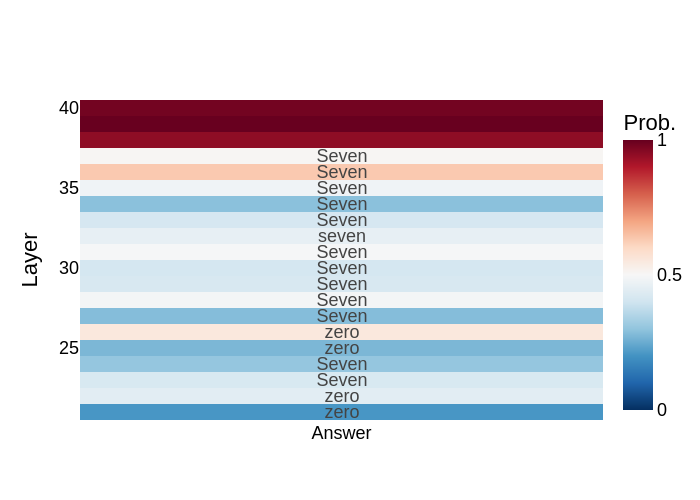 Prob.
1
0.5
0
Layer
40
35
30
25
Seven
Seven
Seven
Seven
Seven
seven
Seven
Seven
Seven
Seven
Seven
zero
zero
Seven
Seven
zero
zero
Answer